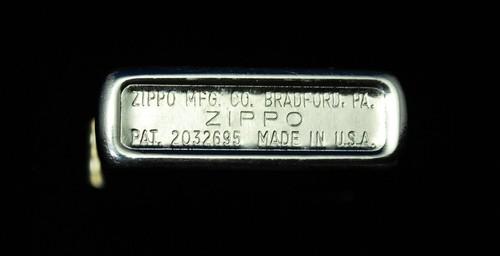 ZIPPO MFG. CO. BRADFORD, PA.
ZIPPO
PAT. 2032695 MADE IN U.S.A.